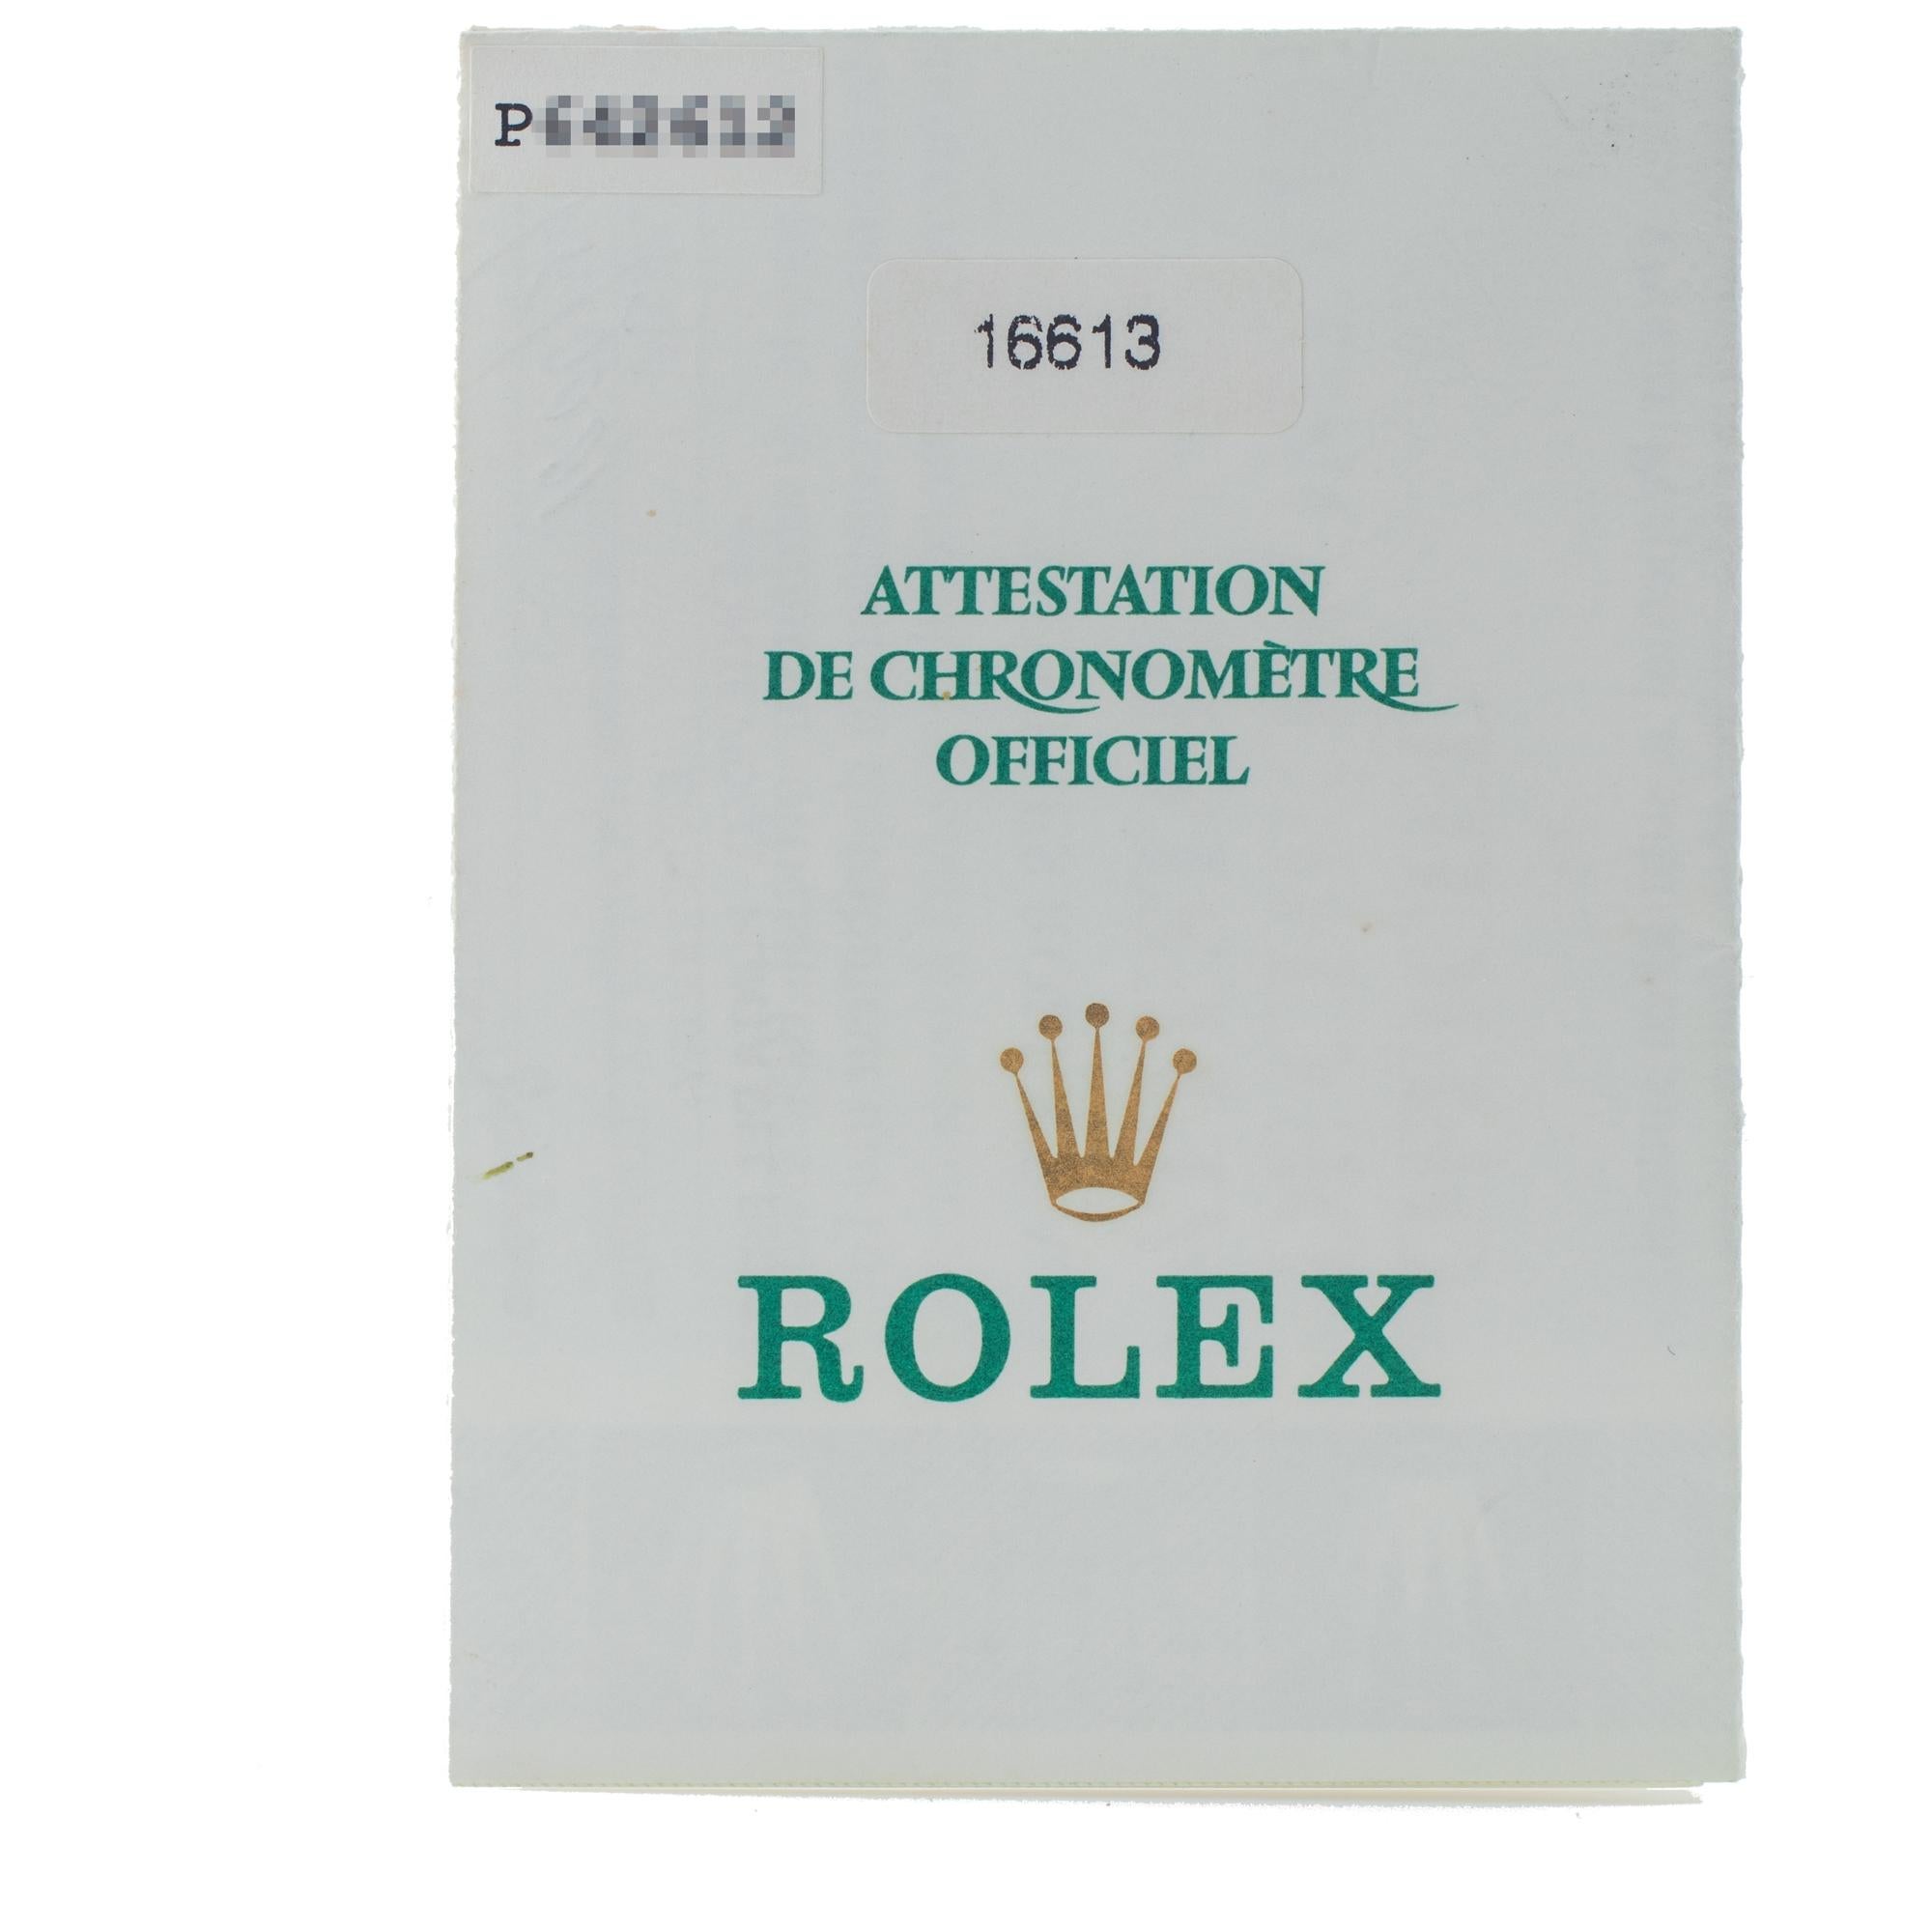 P
16613
ATTESTATION
DE CHRONOMÈTRE
OFFICIEL
ROLEX